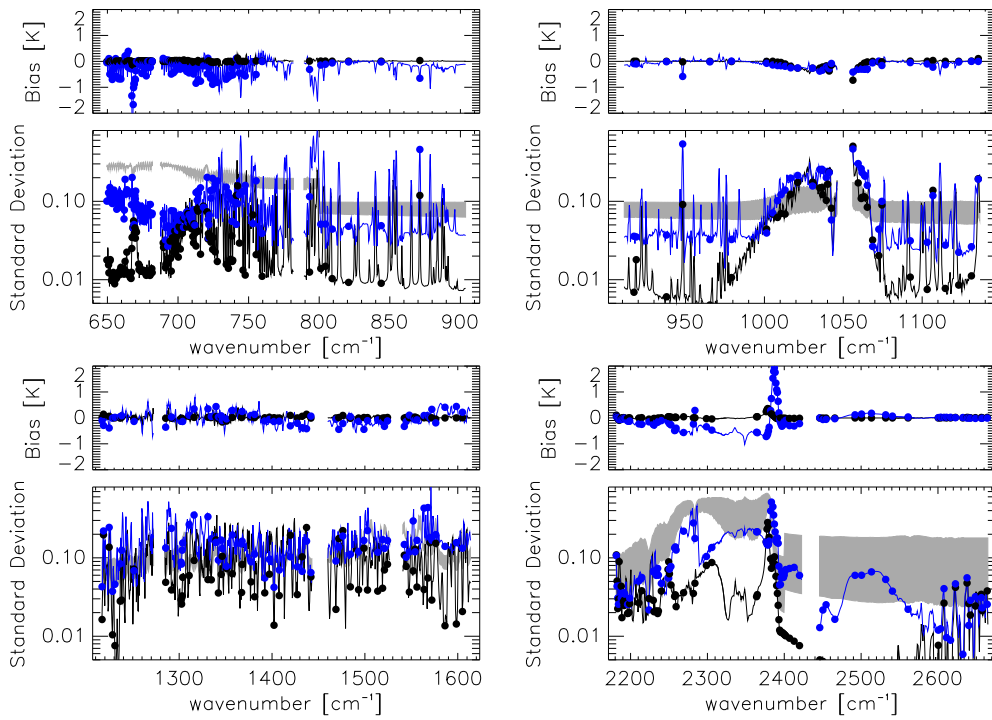 Bias [K]
2
1
0
-1
-2
Standard Deviation
0.10
0.01
650 700 750 800 850 900
wavenumber [cm⁻¹]
Bias [K]
2
1
0
-1
-2
Standard Deviation
0.10
0.01
950 1000 1050 1100
wavenumber [cm⁻¹]
Bias [K]
2
1
0
-1
-2
Standard Deviation
0.10
0.01
1300 1400 1500 1600
wavenumber [cm⁻¹]
Bias [K]
2
1
0
-1
-2
Standard Deviation
0.10
0.01
2200 2300 2400 2500 2600
wavenumber [cm⁻¹]